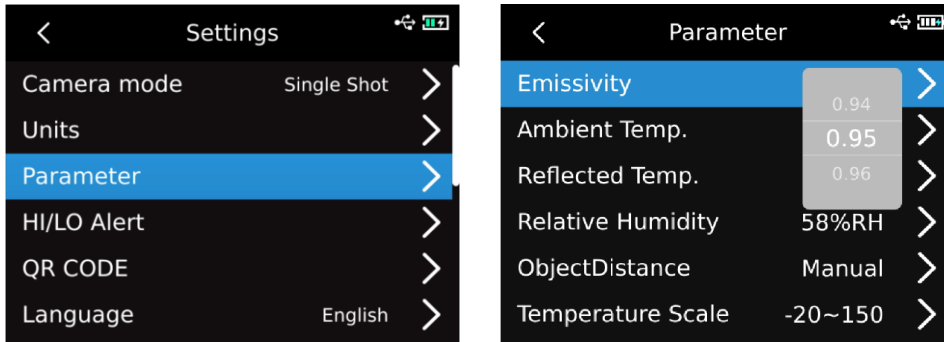 Settings
Camera mode Single Shot
Units
Parameter
HI/LO Alert
QR CODE
Language English
Parameter
Emissivity
0.94
Ambient Temp. 0.95
Reflected Temp. 0.96
Relative Humidity 58%RH
ObjectDistance Manual
Temperature Scale -20~150